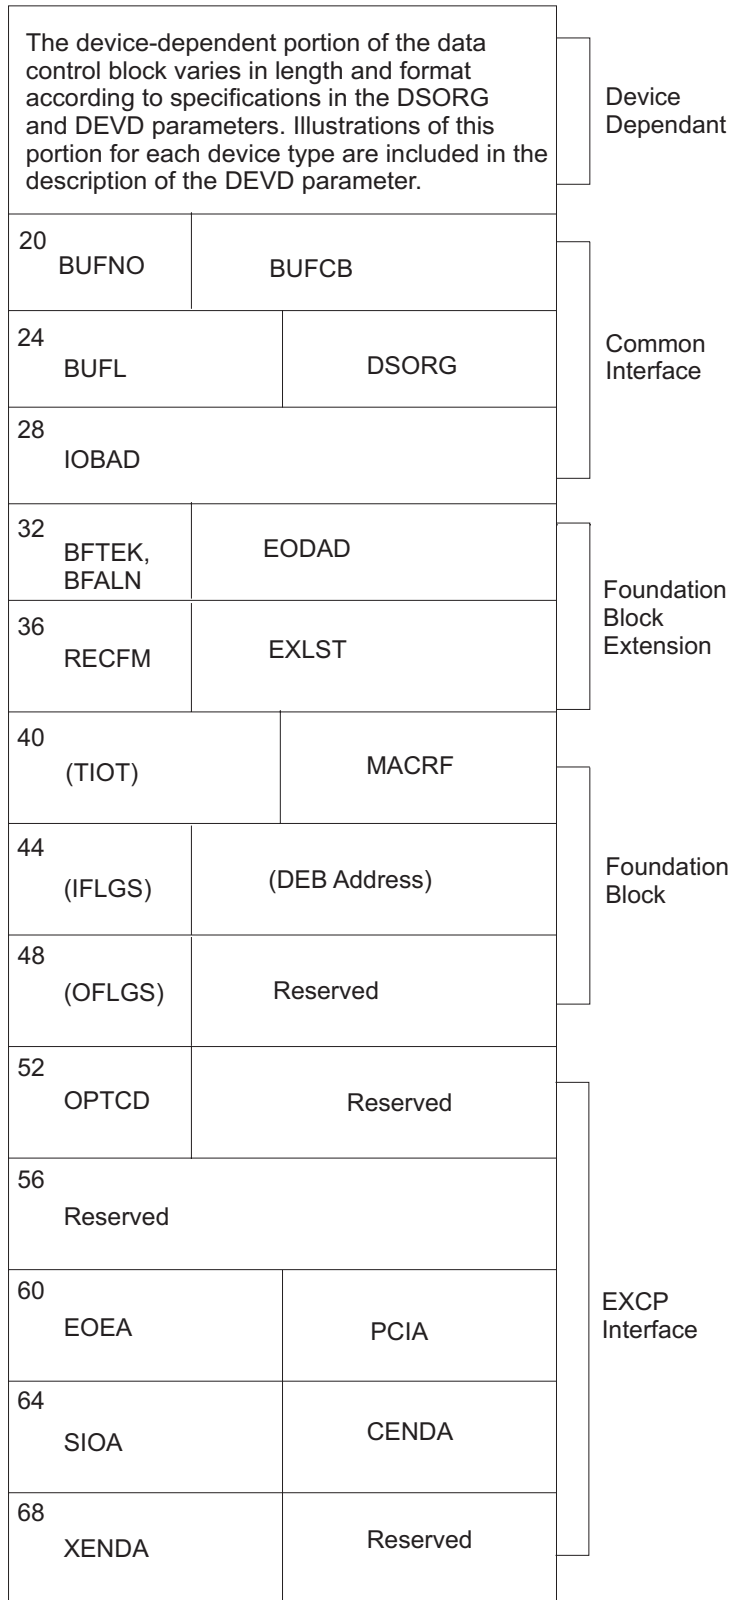 The device-dependent portion of the data
control block varies in length and format
according to specifications in the DSORG
and DEVD parameters. Illustrations of this
portion for each device type are included in the
description of the DEVD parameter.
Device
Dependant
20
BUFNO
BUFCB
24
BUFL
DSORG
28
IOBAD
Common
Interface
32
BFTEK,
BFALN
EODAD
36
RECFM
EXLST
Foundation
Block
Extension
40
(TIOT)
MACRF
44
(IFLGS)
(DEB Address)
48
(OFLGS)
Reserved
Foundation
Block
52
OPTCD
Reserved
56
Reserved
60
EOEA
PCIA
64
SIOA
CENDA
68
XENDA
Reserved
EXCP
Interface